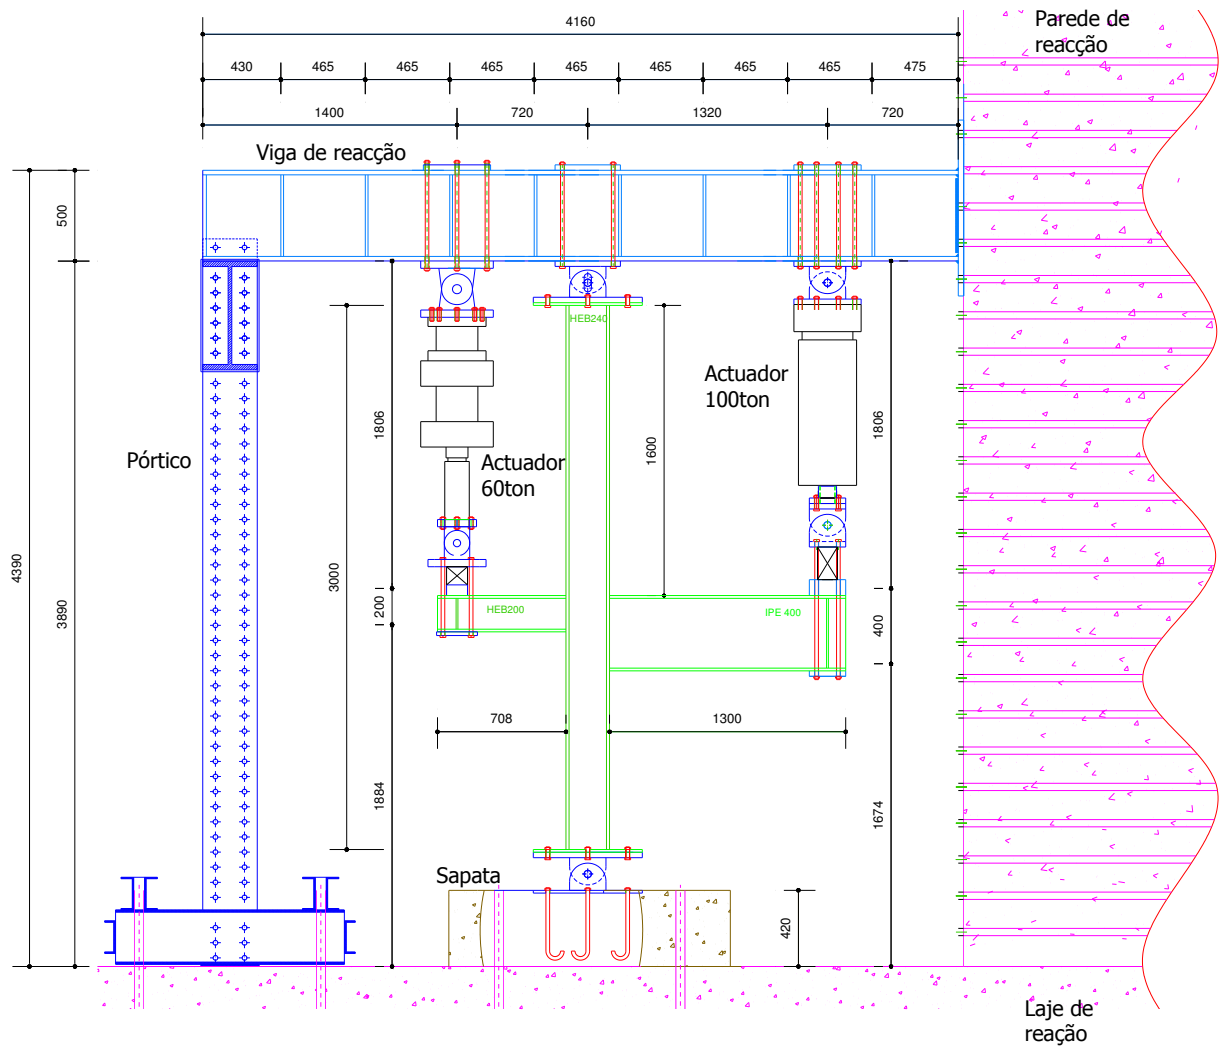 4160
Parede de
reacção
430
465
465
465
465
465
465
465
475
1400
720
1320
720
Viga de reacção
500
HEB240
Actuador
100ton
1806
1600
1806
Pórtico
Actuador
60ton
4390
3890
3000
200
HEB200
IPE 400
400
708
1300
1884
1674
Sapata
420
Laje de
reação